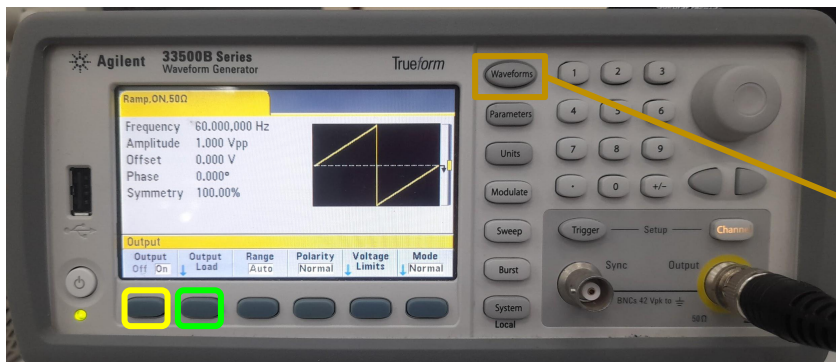 Agilent 33500B Series
Waveform Generator
Trueform
Ramp,ON,50Ω
Frequency 60.000,000 Hz
Amplitude 1.000 Vpp
Offset 0.000 V
Phase 0.000°
Symmetry 100.00%
Output
Output Off On
Output Load
Range Auto
Polarity Normal
Voltage Limits
Mode Normal
Waveforms
Parameters
Units
Modulate
Sweep
Burst
System
Local
1 2 3
4 5 6
7 8 9
. 0 +/-
Trigger Setup Channel
Sync Output
BNCs 42 Vpk to
50Ω